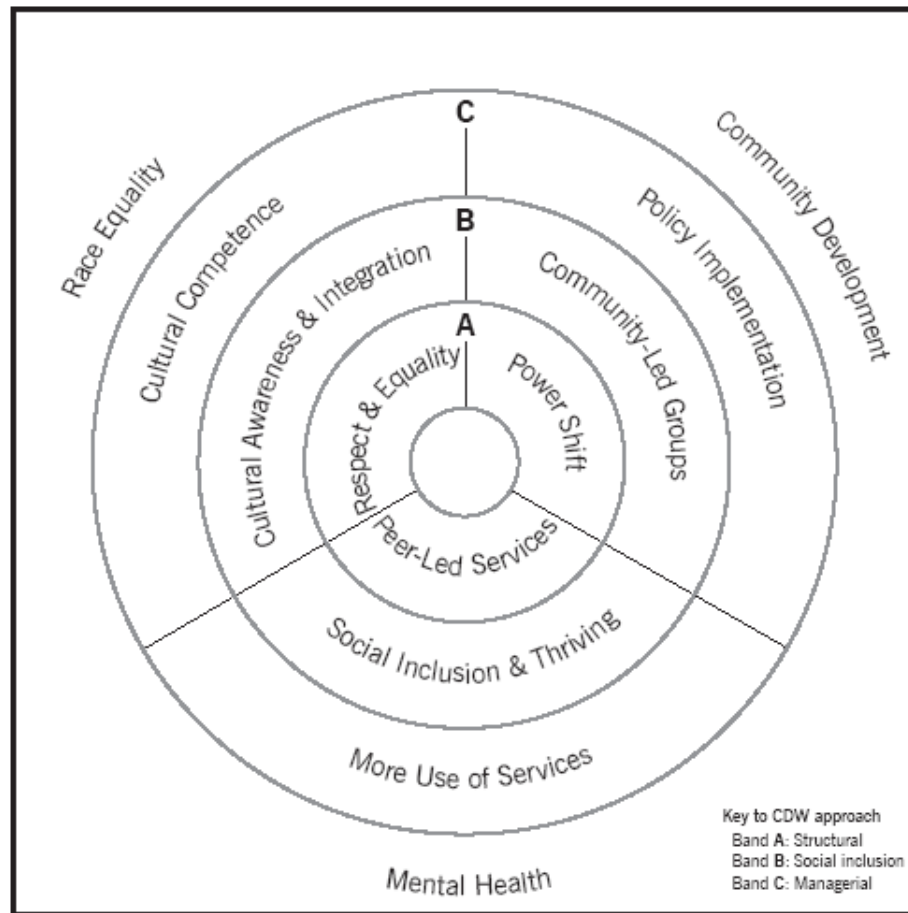 C
Race Equality
Community Development
Cultural Competence
Policy Implementation
B
Cultural Awareness & Integration
Community-Led Groups
A
Respect & Equality
Power Shift
Peer-Led Services
Social Inclusion & Thriving
More Use of Services
Mental Health
Key to CDW approach
Band A: Structural
Band B: Social inclusion
Band C: Managerial